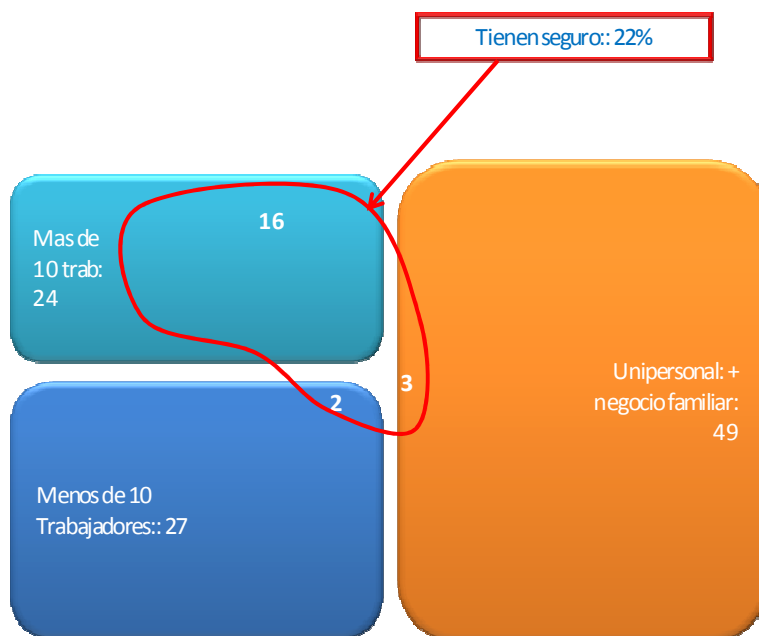 Tienen seguro:: 22%
16
Mas de
10 trab:
24
3
Unipersonal: +
negocio familiar:
49
2
Menos de 10
Trabajadores:: 27